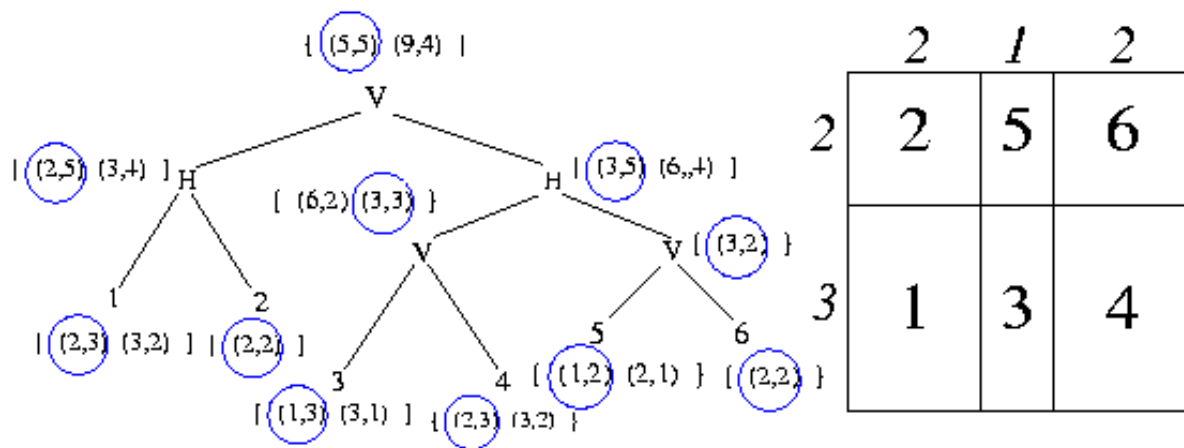 { (5,5) (9,4) |
V
| (2,5) (3,4) ]
H
[ (6,2) (3,3) }
H
| (3,5) (6,,4) ]
V
V
[ (3,2) }
1
2
| (2,3) (3,2) ]
| (2,2) ]
3
4
5
6
[ (1,3) (3,1) ]
{ (2,3) (3,2) }
[ (1,2) (2,1) }
[ (2,2) }
2 1 2
2 2 5 6
3 1 3 4